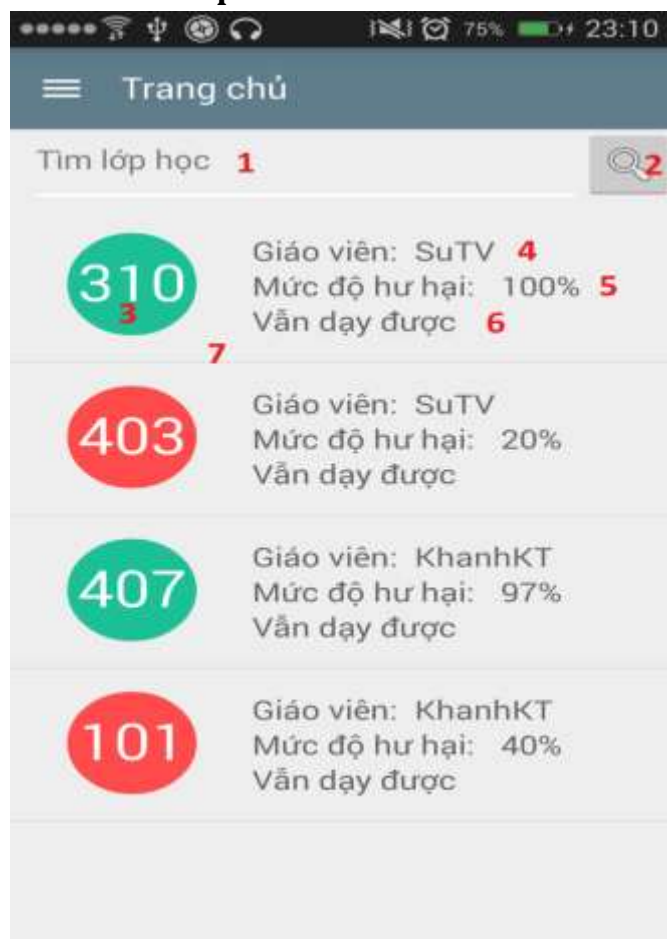 75% 23:10
Trang chủ
Tìm lớp học 1
2
310
3
Giáo viên: SuTV 4
Mức độ hư hại: 100% 5
Vẫn dạy được 6
7
403
Giáo viên: SuTV
Mức độ hư hại: 20%
Vẫn dạy được
407
Giáo viên: KhanhKT
Mức độ hư hại: 97%
Vẫn dạy được
101
Giáo viên: KhanhKT
Mức độ hư hại: 40%
Vẫn dạy được